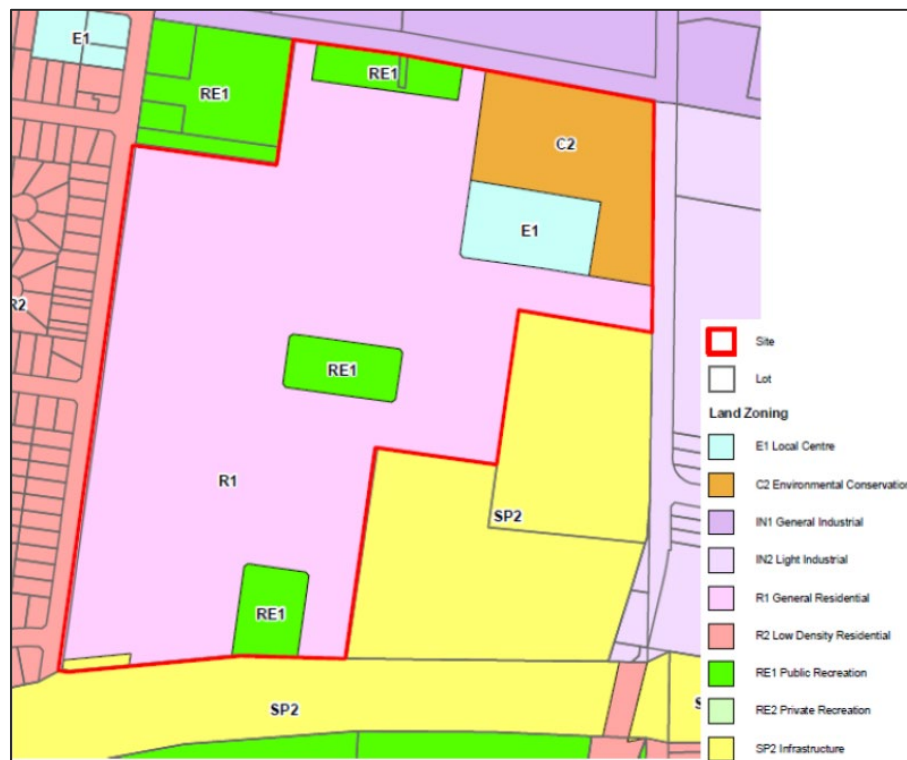 E1
RE1
RE1
C2
E1
R2
RE1
R1
SP2
RE1
SP2
S
Site
Lot
Land Zoning
E1 Local Centre
C2 Environmental Conservation
IN1 General Industrial
IN2 Light Industrial
R1 General Residential
R2 Low Density Residential
RE1 Public Recreation
RE2 Private Recreation
SP2 Infrastructure